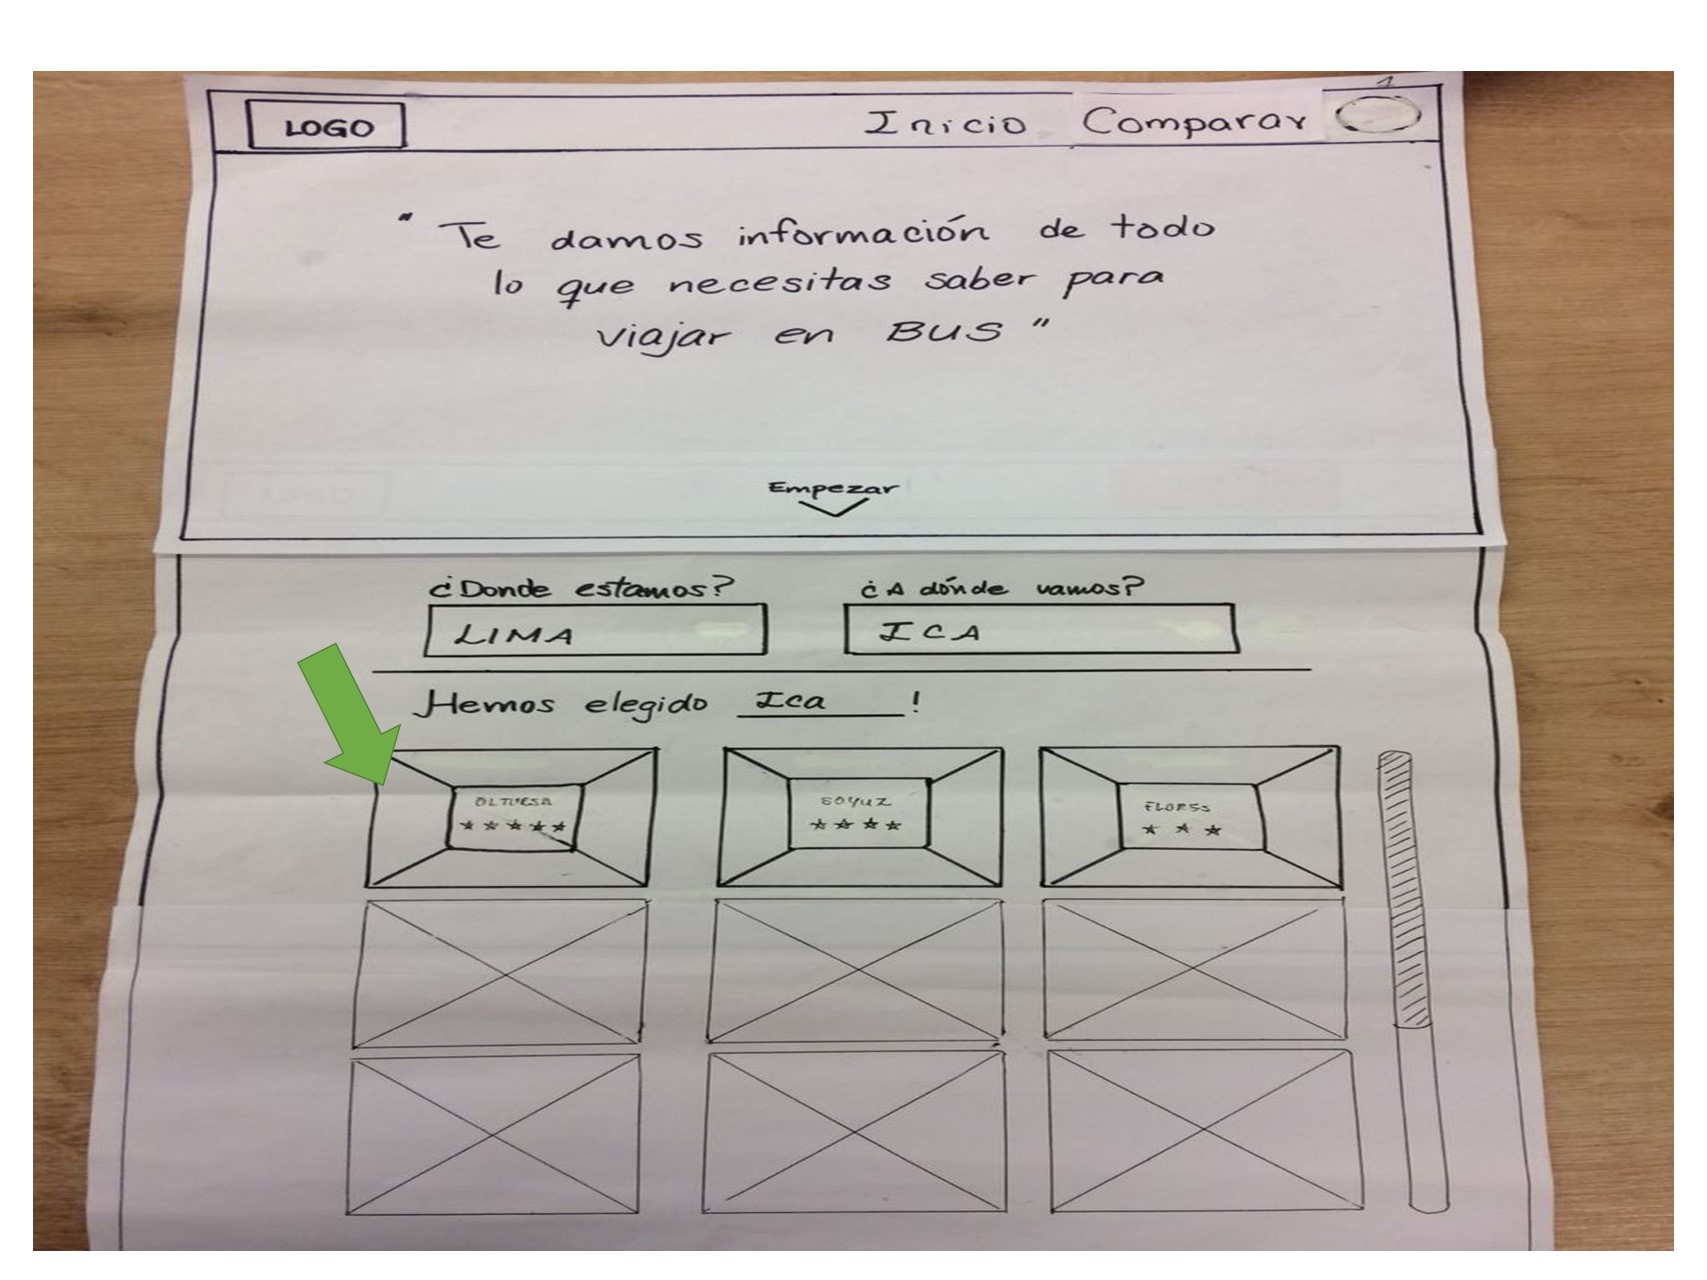 LOGO Inicio Comparar 1
" Te damos información de todo
lo que necesitas saber para
viajar en BUS "
Empezar
¿Donde estamos? ¿A dónde vamos?
LIMA ICA
Hemos elegido Ica !
OLTURSA SOYUZ FLORES